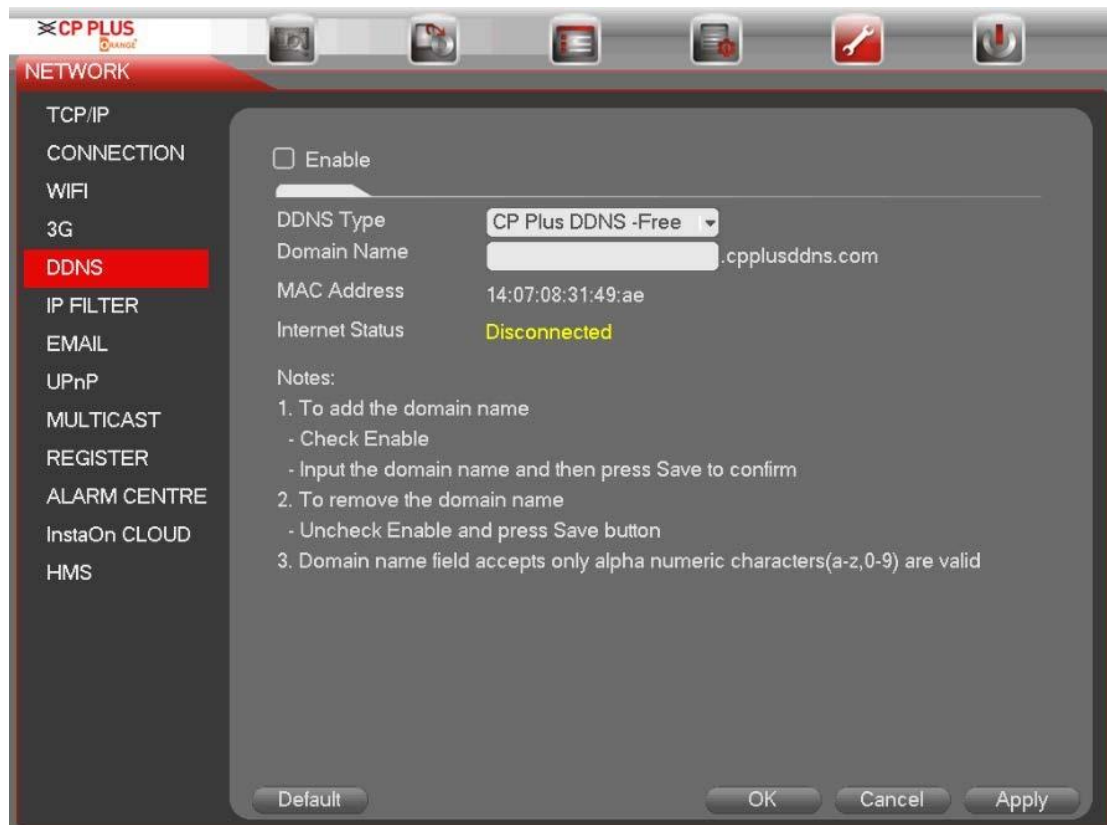 CP PLUS
ORANGE
NETWORK
TCP/IP
CONNECTION
WIFI
3G
DDNS
IP FILTER
EMAIL
UPnP
MULTICAST
REGISTER
ALARM CENTRE
InstaOn CLOUD
HMS
Enable
DDNS Type CP Plus DDNS -Free
Domain Name .cpplusddns.com
MAC Address 14:07:08:31:49:ae
Internet Status Disconnected
Notes:
1. To add the domain name
- Check Enable
- Input the domain name and then press Save to confirm
2. To remove the domain name
- Uncheck Enable and press Save button
3. Domain name field accepts only alpha numeric characters(a-z,0-9) are valid
Default OK Cancel Apply